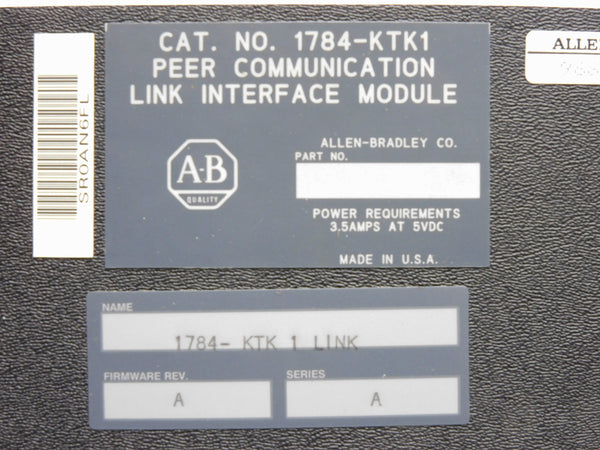 CAT. NO. 1784-KTK1
PEER COMMUNICATION
LINK INTERFACE MODULE
ALLEN-BRADLEY CO.
PART NO.
A-B
QUALITY
POWER REQUIREMENTS
3.5AMPS AT 5VDC
MADE IN U.S.A.
SR0AN6FL
ALLE
NAME
1784- KTK 1 LINK
FIRMWARE REV.
A
SERIES
A